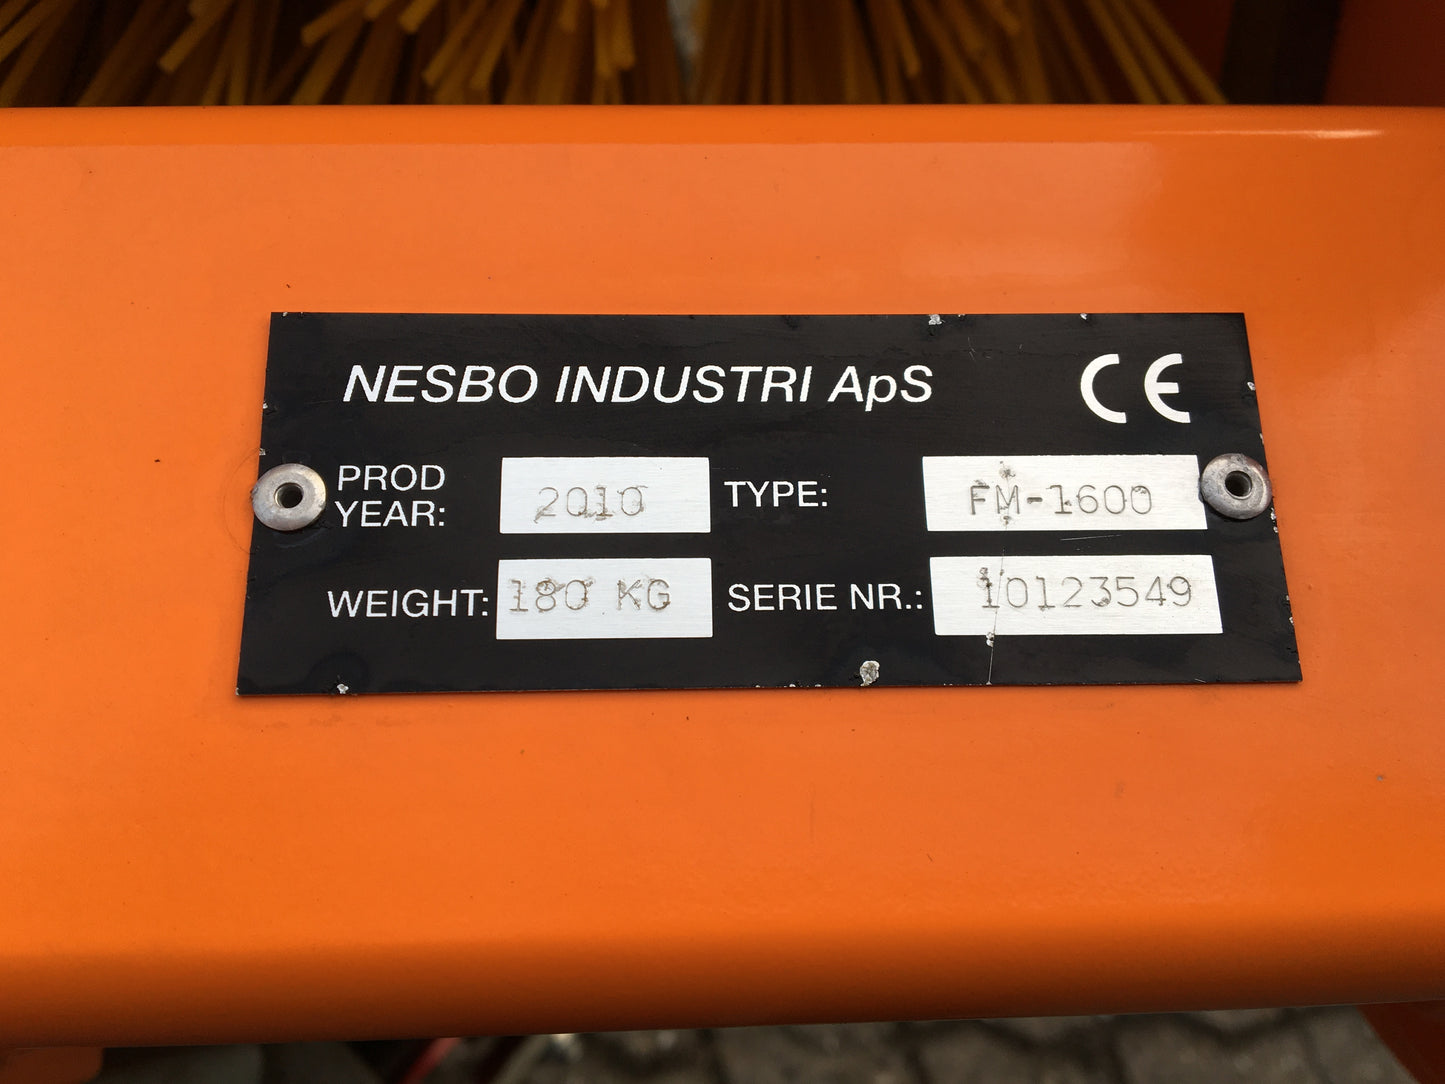 NESBO INDUSTRI ApS CE
PROD YEAR: 2010 TYPE: FM-1600
WEIGHT: 180 KG SERIE NR.: 10123549